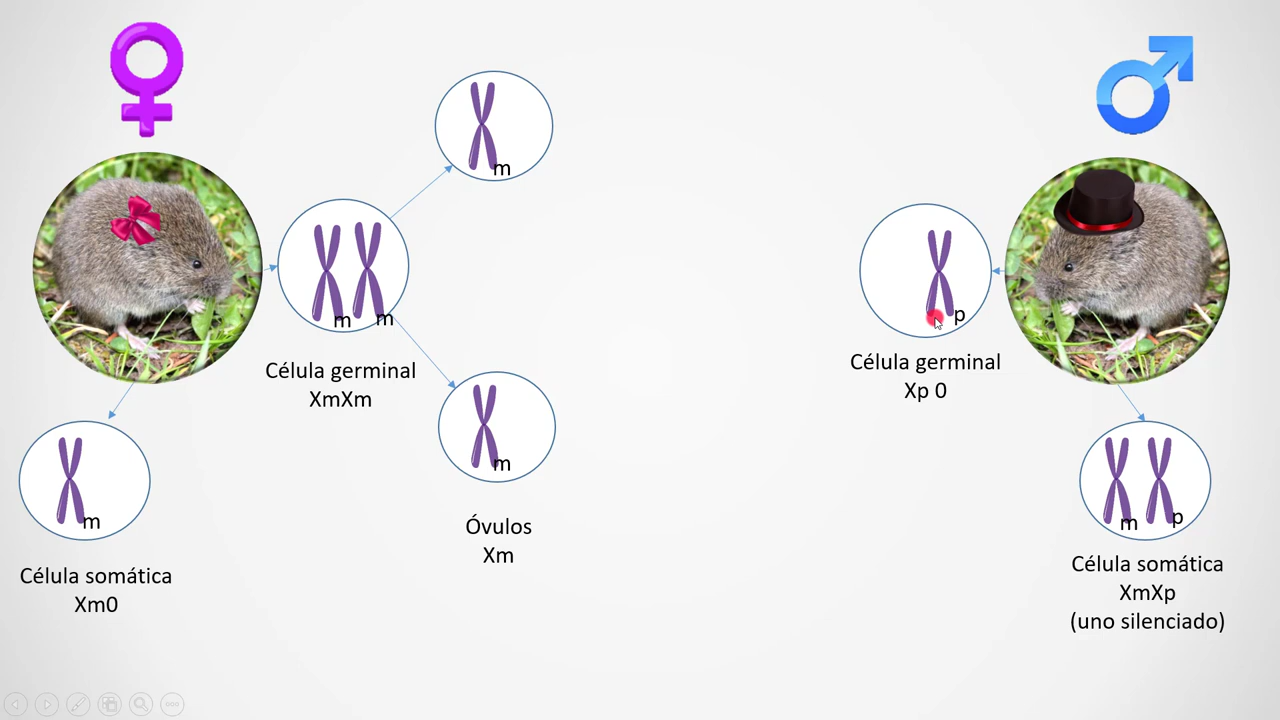 m
m
m
Célula germinal
XmXm
m
Óvulos
Xm
m
Célula somática
Xm0
p
Célula germinal
Xp 0
m
p
Célula somática
XmXp
(uno silenciado)